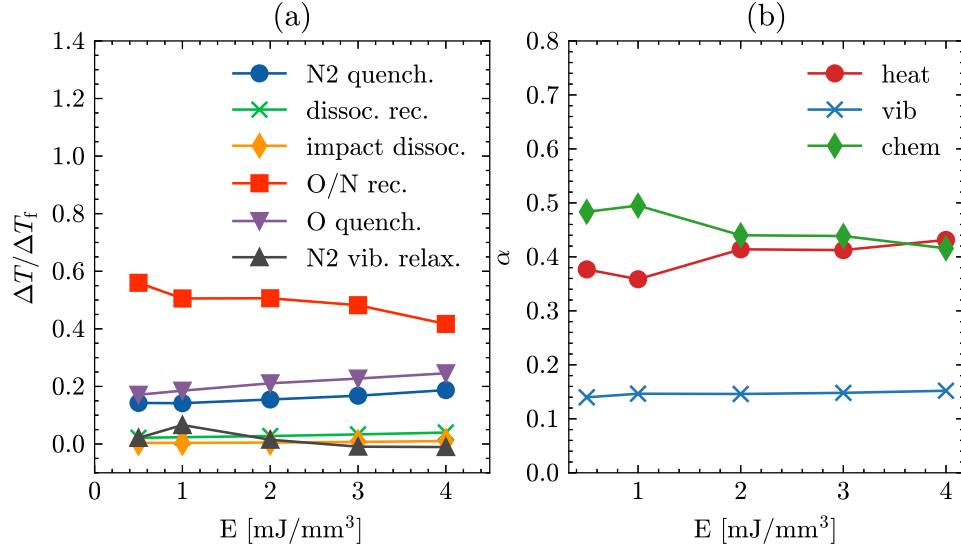 (a)
1.4
1.2
1.0
0.8
0.6
0.4
0.2
0.0
ΔT/ΔT_f
N2 quench.
dissoc. rec.
impact dissoc.
O/N rec.
O quench.
N2 vib. relax.
0 1 2 3 4
E [mJ/mm³]
(b)
0.8
0.7
0.6
0.5
0.4
0.3
0.2
0.1
0.0
α
heat
vib
chem
1 2 3 4
E [mJ/mm³]